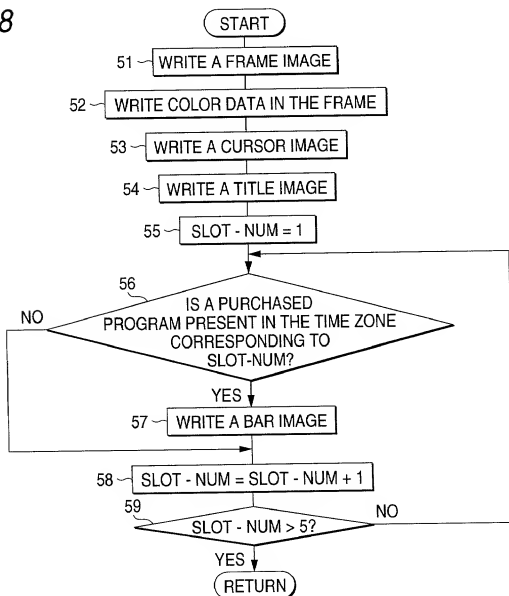 8
START
51 WRITE A FRAME IMAGE
52 WRITE COLOR DATA IN THE FRAME
53 WRITE A CURSOR IMAGE
54 WRITE A TITLE IMAGE
55 SLOT - NUM = 1
56
IS A PURCHASED
NO PROGRAM PRESENT IN THE TIME ZONE
CORRESPONDING TO
SLOT-NUM?
YES
57 WRITE A BAR IMAGE
58 SLOT - NUM = SLOT - NUM + 1
59
SLOT - NUM > 5? NO
YES
RETURN